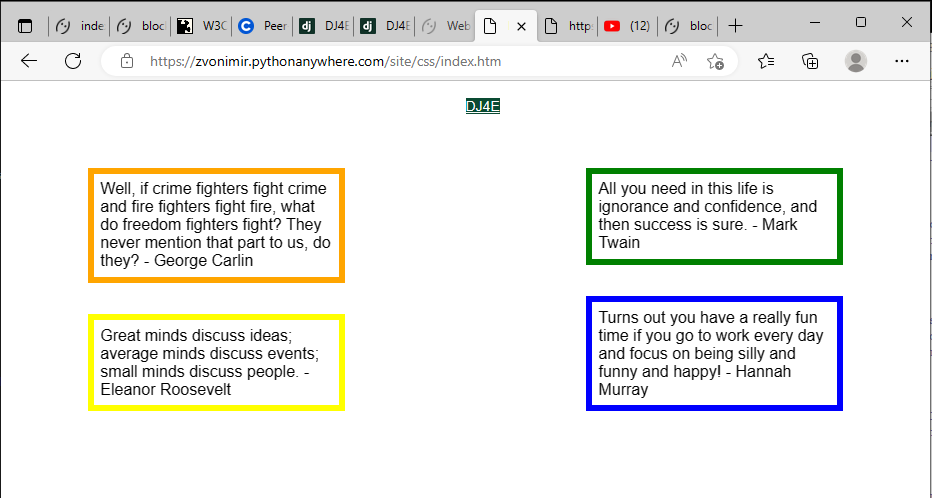 inde
bloc
W3C
Peer
dj DJ4E
dj DJ4E
Web
http
(12)
bloc
https://zvonimir.pythonanywhere.com/site/css/index.htm
DJ4E
Well, if crime fighters fight crime
and fire fighters fight fire, what
do freedom fighters fight? They
never mention that part to us, do
they? - George Carlin
All you need in this life is
ignorance and confidence, and
then success is sure. - Mark
Twain
Great minds discuss ideas;
average minds discuss events;
small minds discuss people. -
Eleanor Roosevelt
Turns out you have a really fun
time if you go to work every day
and focus on being silly and
funny and happy! - Hannah
Murray